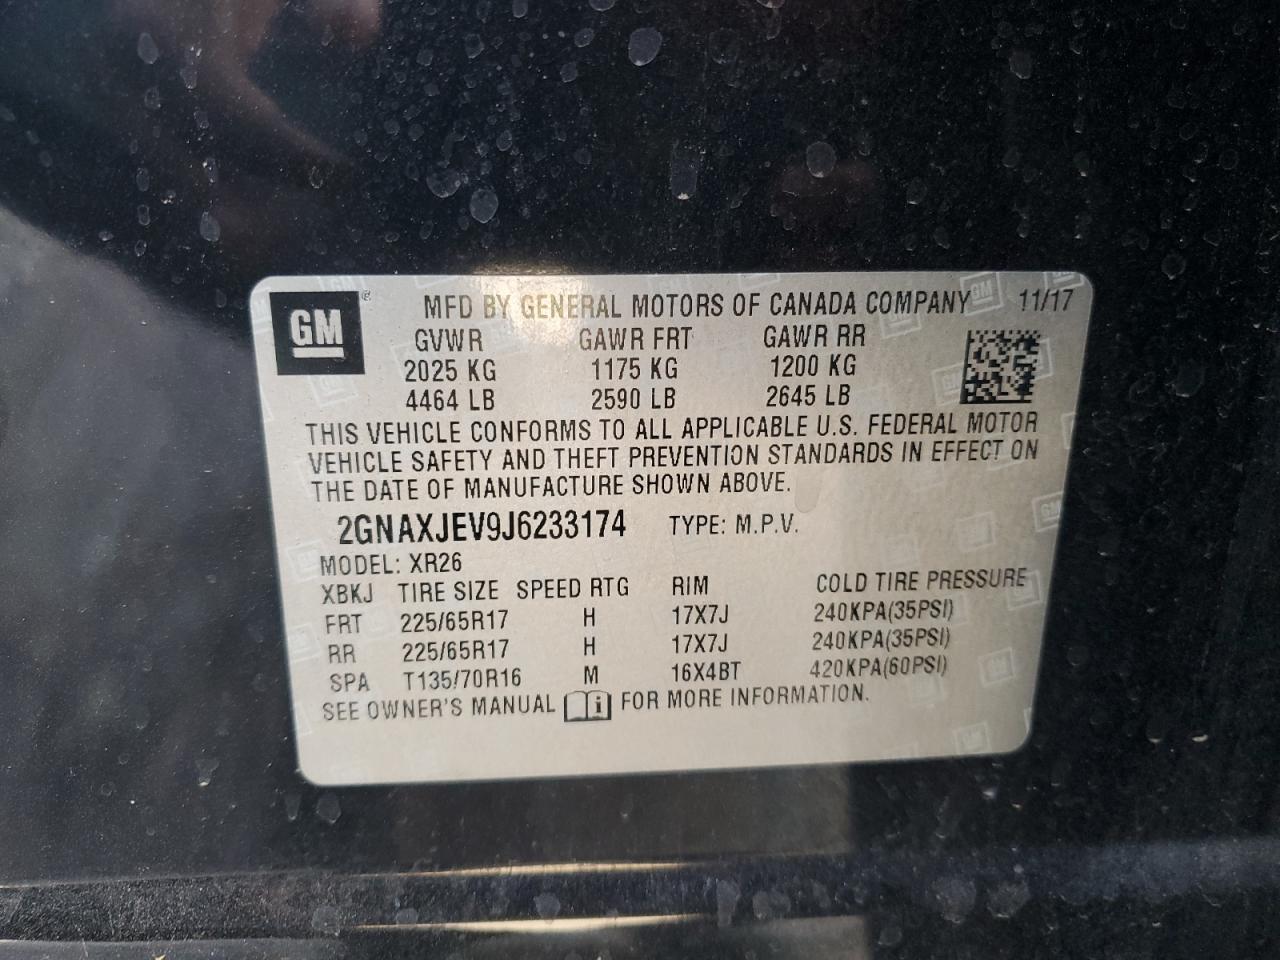 GM
MFD BY GENERAL MOTORS OF CANADA COMPANY 11/17
GVWR GAWR FRT GAWR RR
2025 KG 1175 KG 1200 KG
4464 LB 2590 LB 2645 LB
THIS VEHICLE CONFORMS TO ALL APPLICABLE U.S. FEDERAL MOTOR
VEHICLE SAFETY AND THEFT PREVENTION STANDARDS IN EFFECT ON
THE DATE OF MANUFACTURE SHOWN ABOVE.
2GNAXJEV9J6233174 TYPE: M.P.V.
MODEL: XR26
XBKJ TIRE SIZE SPEED RTG RIM COLD TIRE PRESSURE
FRT 225/65R17 H 17X7J 240KPA(35PSI)
RR 225/65R17 H 17X7J 240KPA(35PSI)
SPA T135/70R16 M 16X4BT 420KPA(60PSI)
SEE OWNER'S MANUAL i FOR MORE INFORMATION.